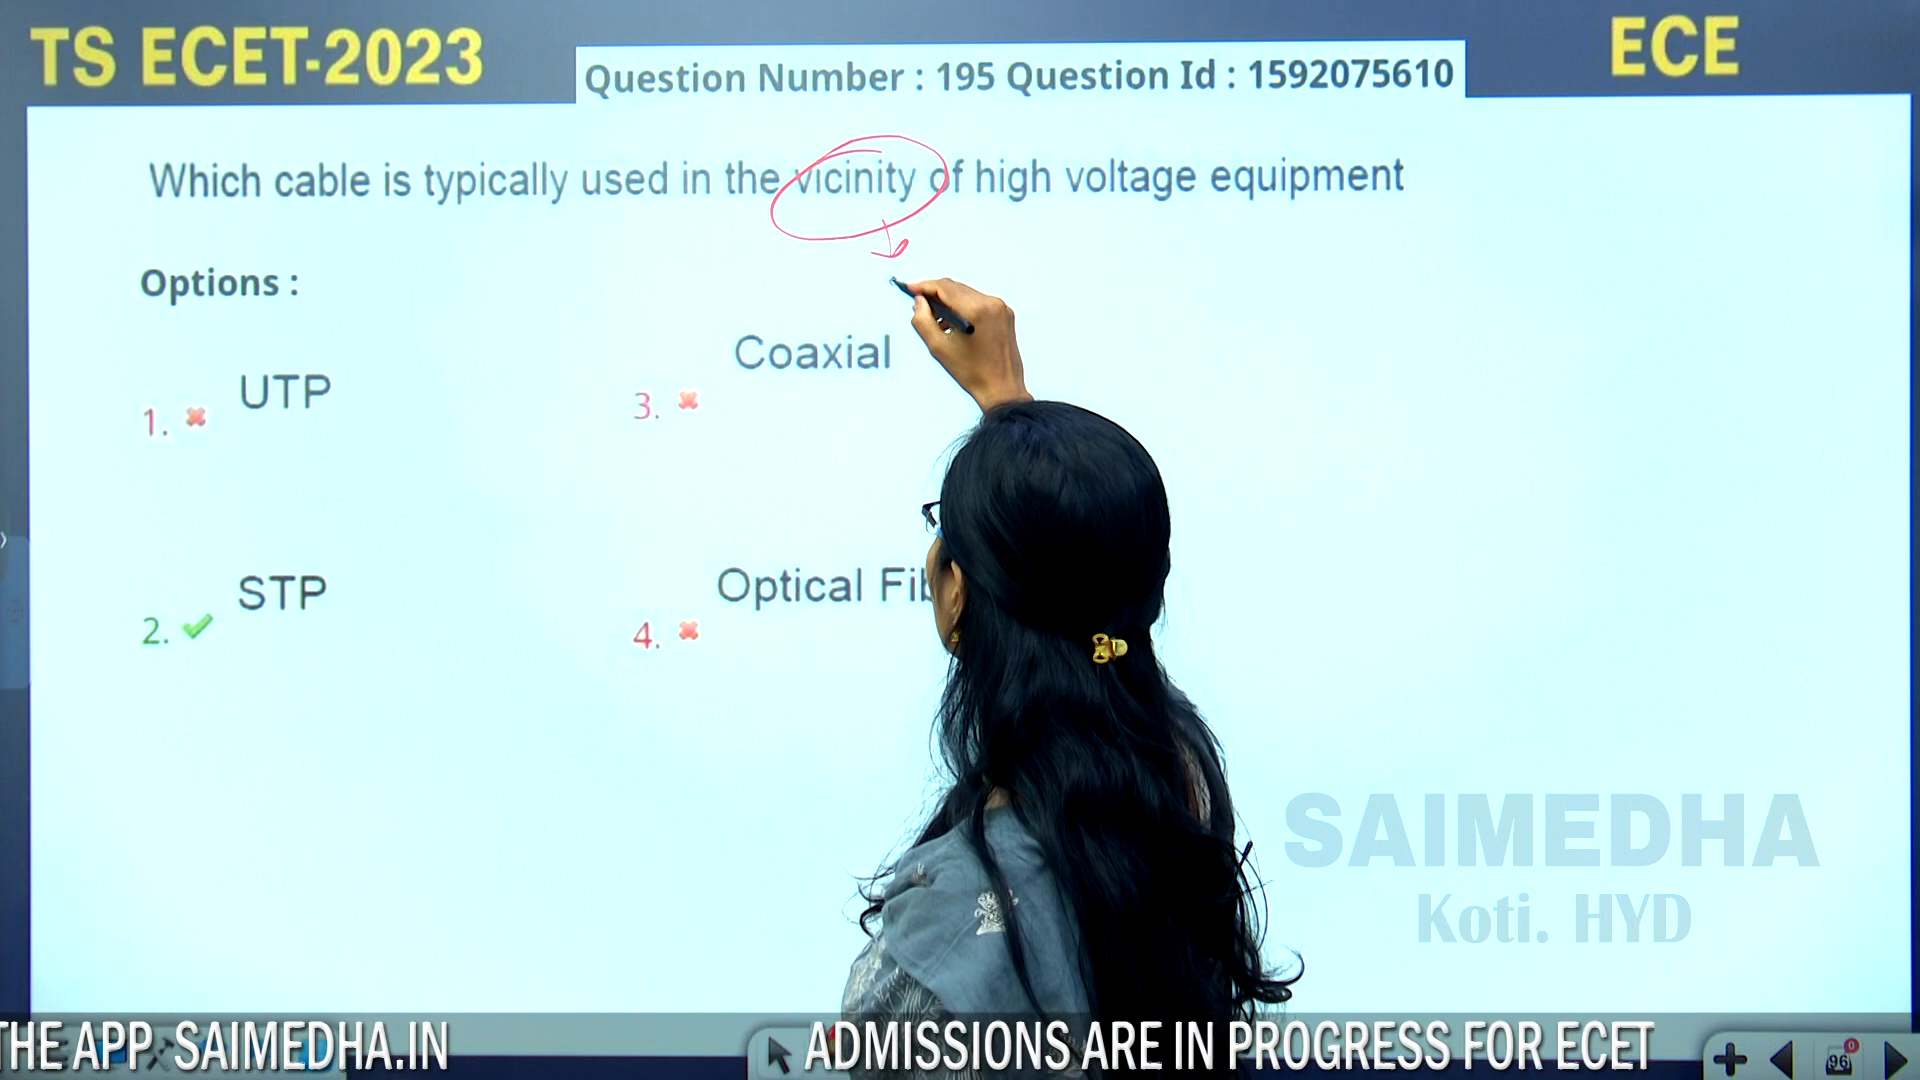 TS ECET-2023
Question Number : 195 Question Id : 1592075610
ECE
Which cable is typically used in the vicinity of high voltage equipment
Options :
1. UTP
2. STP
3. Coaxial
4. Optical
SAIMEDHA
Koti. HYD
THE APP SAIMEDHA.IN
ADMISSIONS ARE IN PROGRESS FOR ECET
96
0